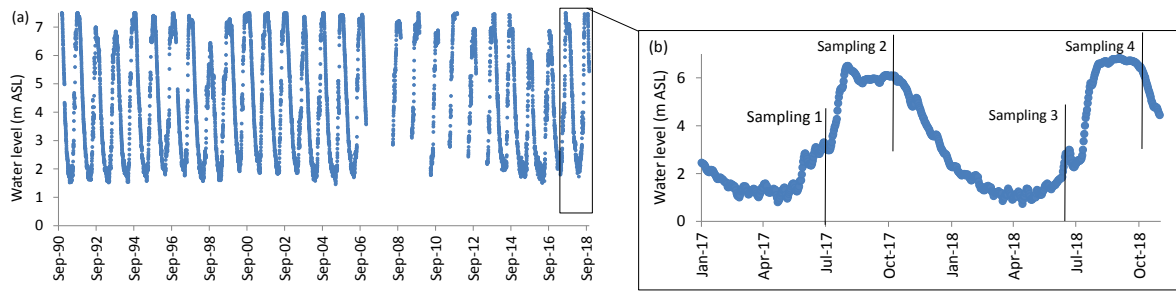 (a)
7
6
5
4
3
2
1
0
Water level (m ASL)
Sep-90
Sep-92
Sep-94
Sep-96
Sep-98
Sep-00
Sep-02
Sep-04
Sep-06
Sep-08
Sep-10
Sep-12
Sep-14
Sep-16
Sep-18
(b)
Sampling 2
Sampling 4
Sampling 1
Sampling 3
6
4
2
0
Water level (m ASL)
Jan-17
Apr-17
Jul-17
Oct-17
Jan-18
Apr-18
Jul-18
Oct-18